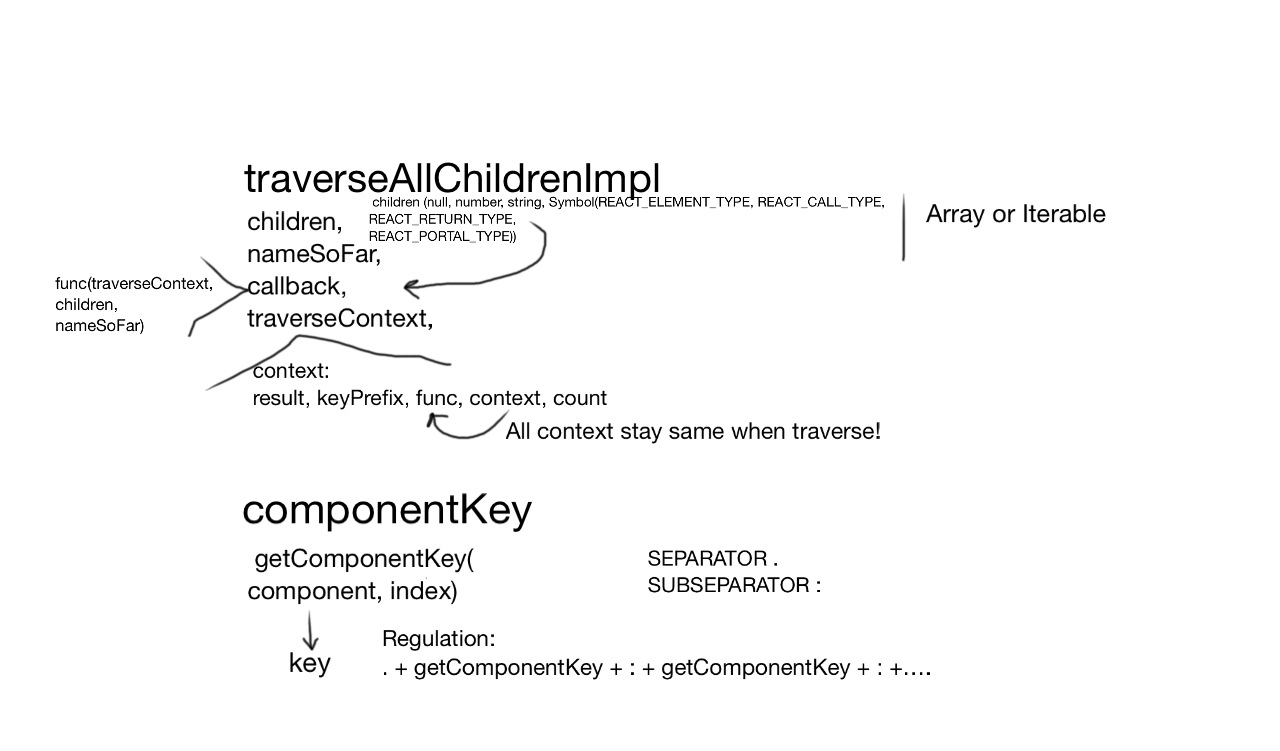 traverseAllChildrenImpl
children (null, number, string, Symbol(REACT_ELEMENT_TYPE, REACT_CALL_TYPE,
REACT_RETURN_TYPE,
REACT_PORTAL_TYPE))
Array or Iterable
children,
nameSoFar,
callback,
traverseContext,
func(traverseContext,
children,
nameSoFar)
context:
result, keyPrefix, func, context, count
All context stay same when traverse!
componentKey
getComponentKey(
component, index)
SEPARATOR .
SUBSEPARATOR :
key
Regulation:
. + getComponentKey + : + getComponentKey + : +....